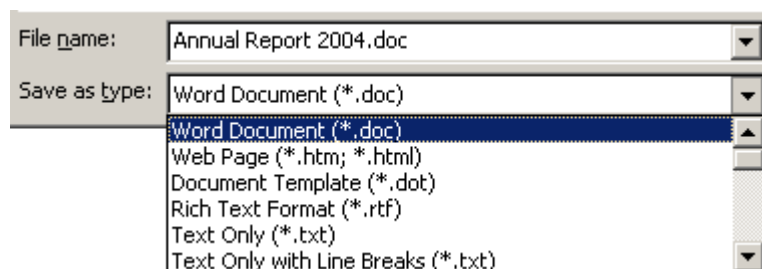 File name: Annual Report 2004.doc
Save as type: Word Document (*.doc)
Word Document (*.doc)
Web Page (*.htm; *.html)
Document Template (*.dot)
Rich Text Format (*.rtf)
Text Only (*.txt)
Text Only with Line Breaks (*.txt)